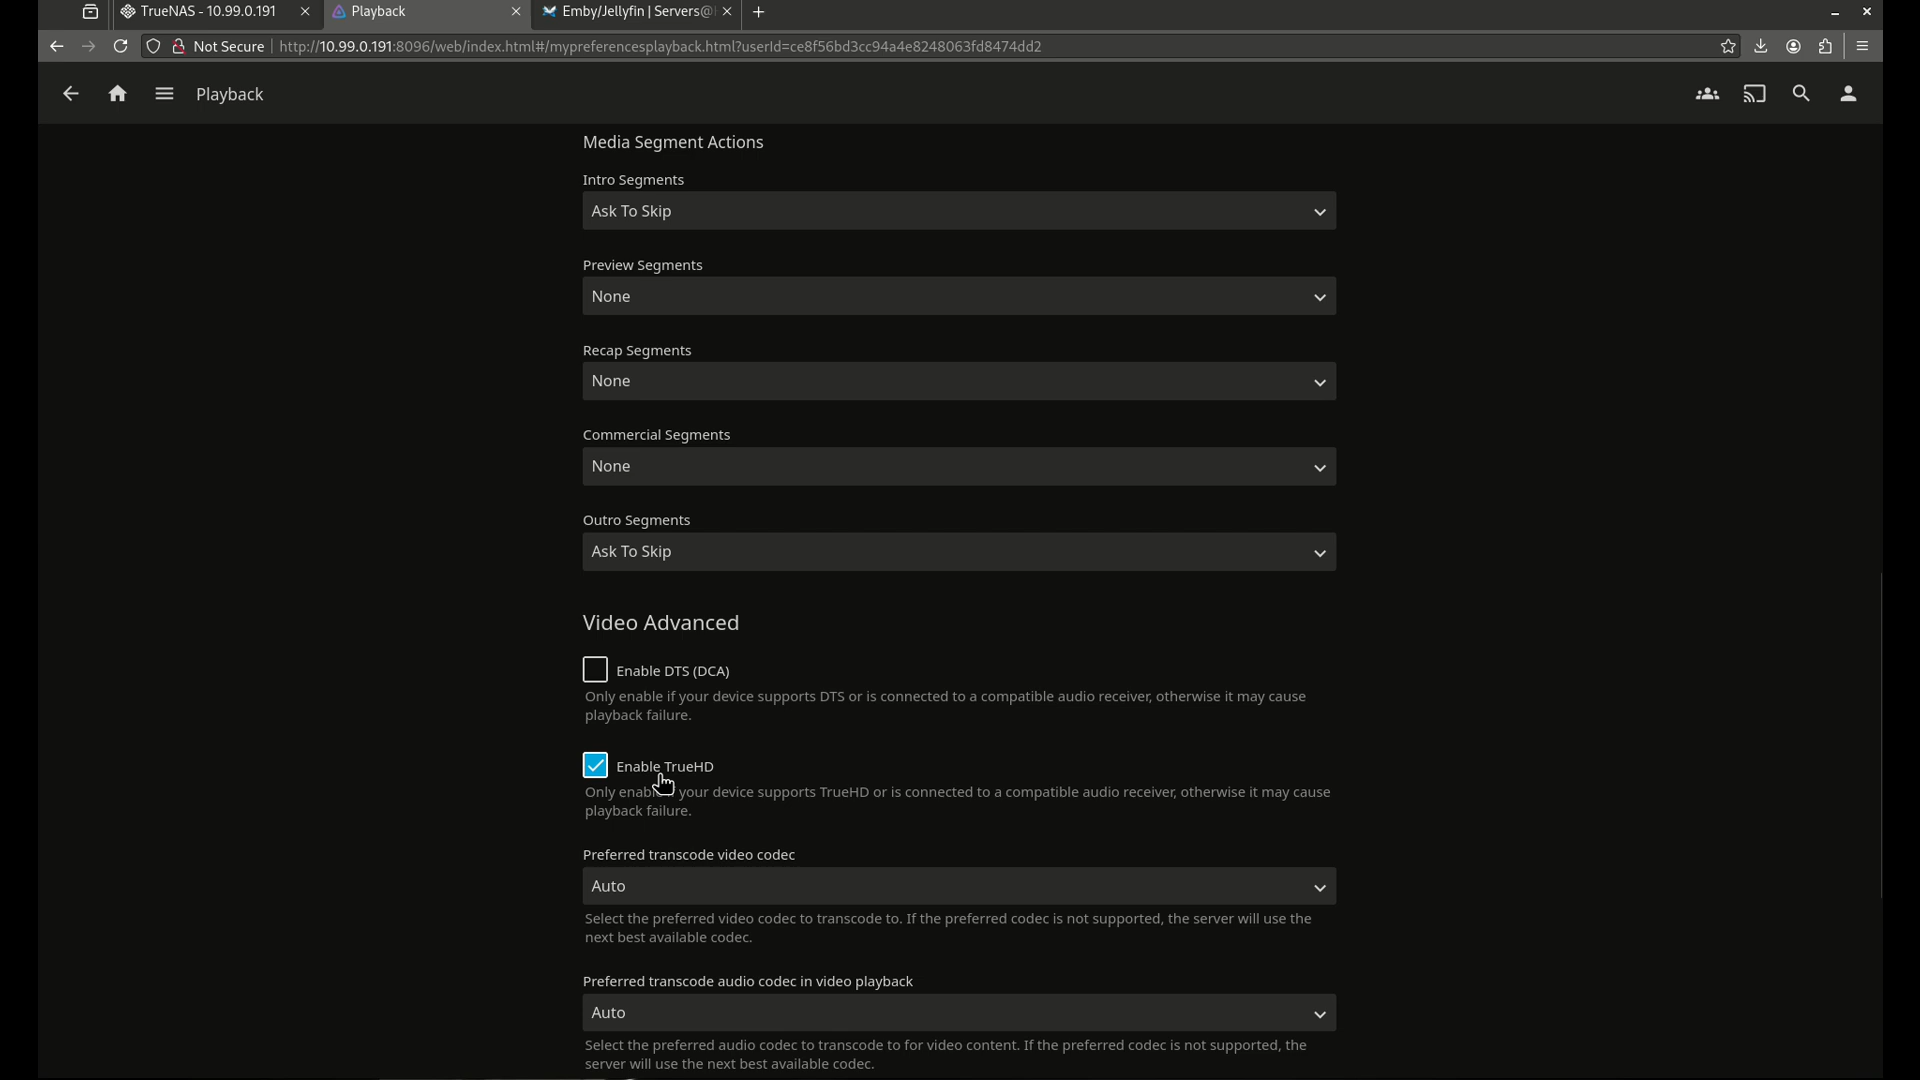 TrueNAS - 10.99.0.191
Playback
Emby/Jellyfin | Servers@
Not Secure
http://10.99.0.191:8096/web/index.html#/mypreferencesplayback.html?userId=ce8f56bd3cc94a4e8248063fd8474dd2
Playback
Media Segment Actions
Intro Segments
Ask To Skip
Preview Segments
None
Recap Segments
None
Commercial Segments
None
Outro Segments
Ask To Skip
Video Advanced
Enable DTS (DCA)
Only enable if your device supports DTS or is connected to a compatible audio receiver, otherwise it may cause
playback failure.
Enable TrueHD
Only enable your device supports TrueHD or is connected to a compatible audio receiver, otherwise it may cause
playback failure.
Preferred transcode video codec
Auto
Select the preferred video codec to transcode to. If the preferred codec is not supported, the server will use the
next best available codec.
Preferred transcode audio codec in video playback
Auto
Select the preferred audio codec to transcode to for video content. If the preferred codec is not supported, the
server will use the next best available codec.